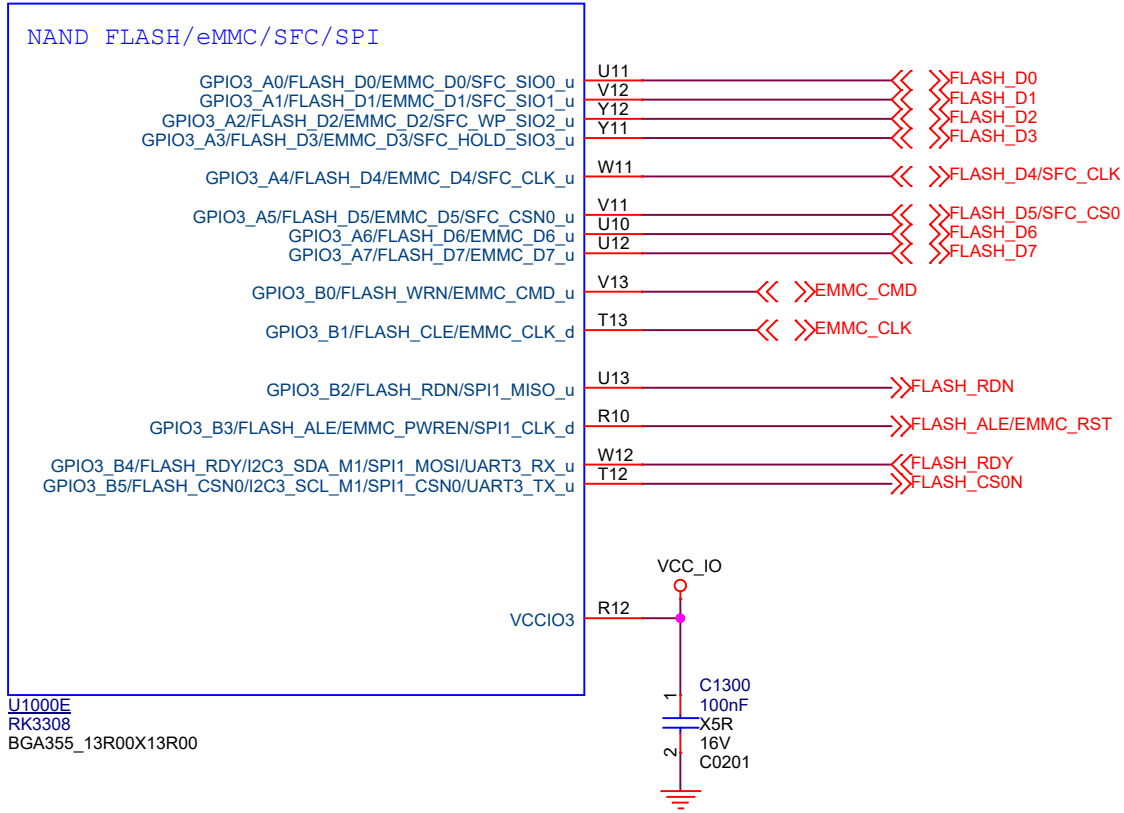 NAND FLASH/eMMC/SFC/SPI
GPIO3_A0/FLASH_D0/EMMC_D0/SFC_SIO0_u U11 FLASH_D0
GPIO3_A1/FLASH_D1/EMMC_D1/SFC_SIO1_u V12 FLASH_D1
GPIO3_A2/FLASH_D2/EMMC_D2/SFC_WP_SIO2_u Y12 FLASH_D2
GPIO3_A3/FLASH_D3/EMMC_D3/SFC_HOLD_SIO3_u Y11 FLASH_D3
GPIO3_A4/FLASH_D4/EMMC_D4/SFC_CLK_u W11 FLASH_D4/SFC_CLK
GPIO3_A5/FLASH_D5/EMMC_D5/SFC_CSN0_u V11 FLASH_D5/SFC_CS0
GPIO3_A6/FLASH_D6/EMMC_D6_u U10 FLASH_D6
GPIO3_A7/FLASH_D7/EMMC_D7_u U12 FLASH_D7
GPIO3_B0/FLASH_WRN/EMMC_CMD_u V13 EMMC_CMD
GPIO3_B1/FLASH_CLE/EMMC_CLK_d T13 EMMC_CLK
GPIO3_B2/FLASH_RDN/SPI1_MISO_u U13 FLASH_RDN
GPIO3_B3/FLASH_ALE/EMMC_PWREN/SPI1_CLK_d R10 FLASH_ALE/EMMC_RST
GPIO3_B4/FLASH_RDY/I2C3_SDA_M1/SPI1_MOSI/UART3_RX_u W12 FLASH_RDY
GPIO3_B5/FLASH_CSN0/I2C3_SCL_M1/SPI1_CSN0/UART3_TX_u T12 FLASH_CS0N
VCC_IO
VCCIO3 R12
1
C1300
100nF
X5R
16V
C0201
2
U1000E
RK3308
BGA355_13R00X13R00